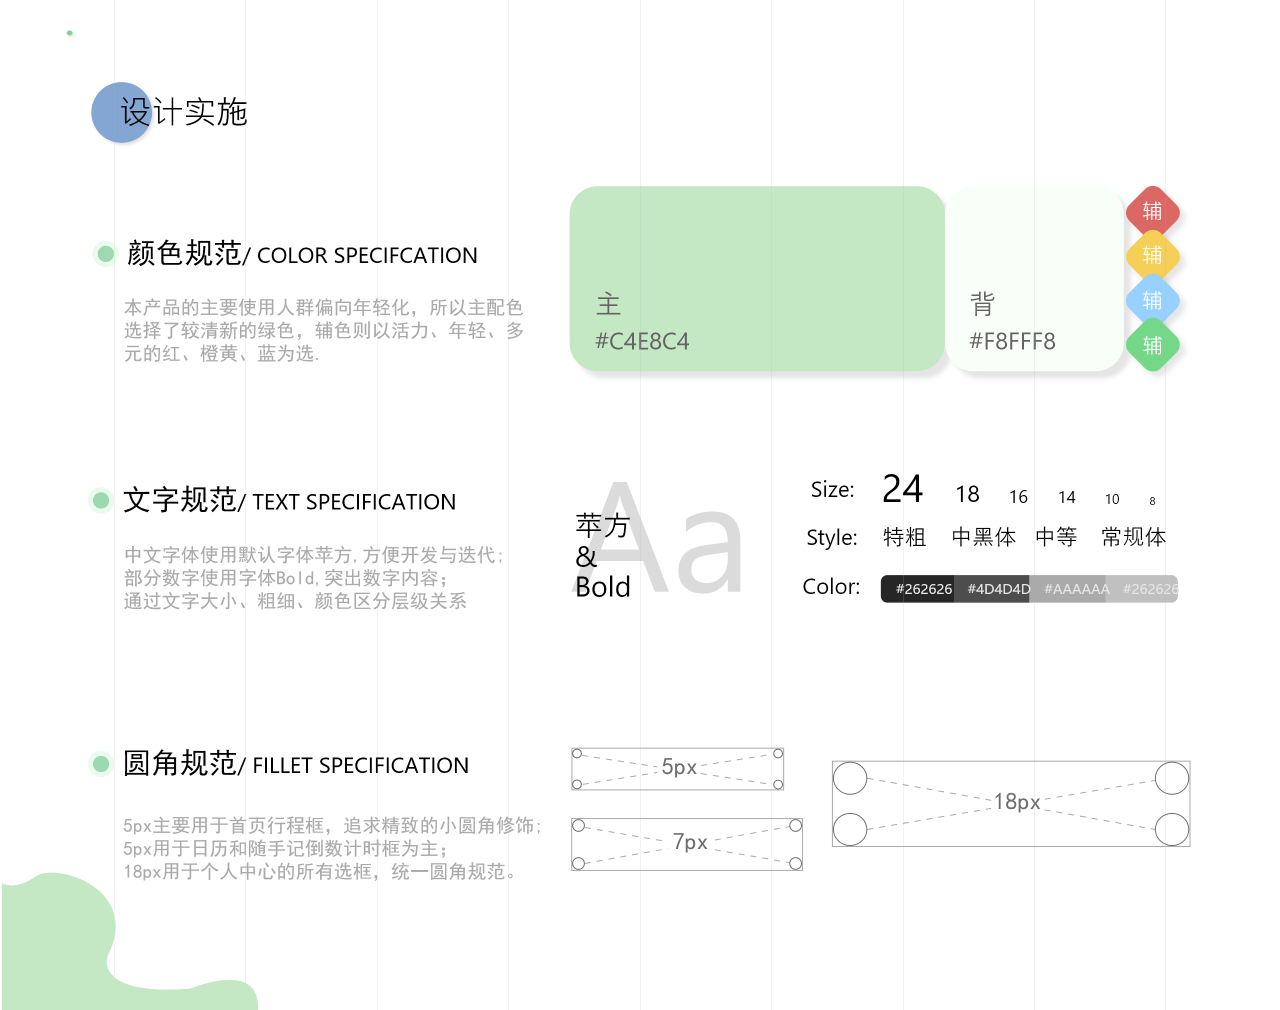 设计实施
颜色规范/ COLOR SPECIFCATION
本产品的主要使用人群偏向年轻化，所以主配色
选择了较清新的绿色，辅色则以活力、年轻、多
元的红、橙黄、蓝为选.
主
#C4E8C4
背
#F8FFF8
辅
辅
辅
辅
文字规范/ TEXT SPECIFICATION
中文字体使用默认字体苹方,方便开发与迭代;
部分数字使用字体Bold,突出数字内容；
通过文字大小、粗细、颜色区分层级关系
Aa
苹方
&
Bold
Size: 24 18 16 14 10 8
Style: 特粗 中黑体 中等 常规体
Color: #262626 #4D4D4D #AAAAAA #262626
圆角规范/ FILLET SPECIFICATION
5px主要用于首页行程框，追求精致的小圆角修饰;
5px用于日历和随手记倒数计时框为主；
18px用于个人中心的所有选框，统一圆角规范。
5px
7px
18px